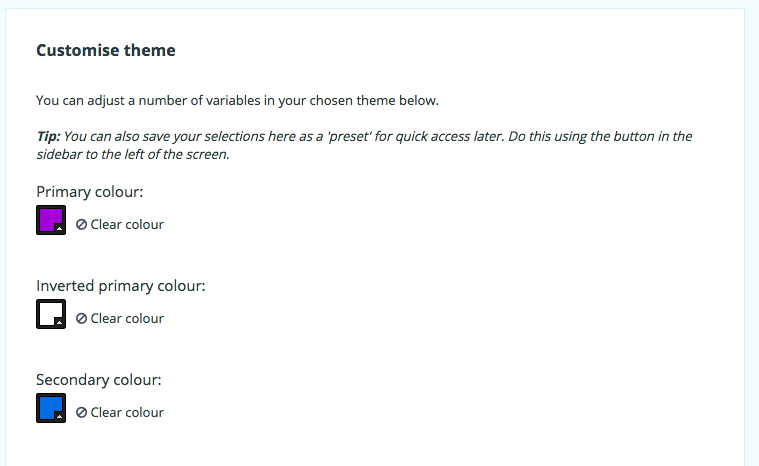 Customise theme
You can adjust a number of variables in your chosen theme below.
Tip: You can also save your selections here as a 'preset' for quick access later. Do this using the button in the
sidebar to the left of the screen.
Primary colour:
Clear colour
Inverted primary colour:
Clear colour
Secondary colour:
Clear colour